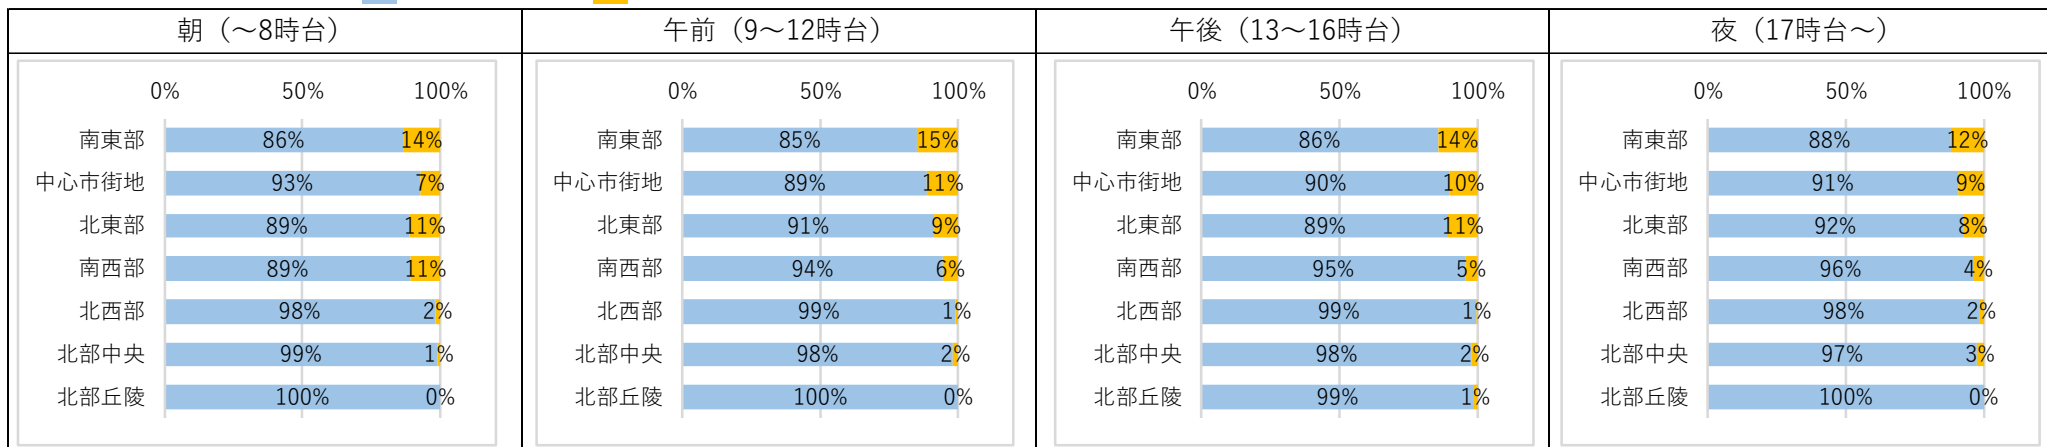 朝（～8時台）
午前（9～12時台）
午後（13～16時台）
夜（17時台～）
0% 50% 100%
南東部 86% 14%
中心市街地 93% 7%
北東部 89% 11%
南西部 89% 11%
北西部 98% 2%
北部中央 99% 1%
北部丘陵 100% 0%
0% 50% 100%
南東部 85% 15%
中心市街地 89% 11%
北東部 91% 9%
南西部 94% 6%
北西部 99% 1%
北部中央 98% 2%
北部丘陵 100% 0%
0% 50% 100%
南東部 86% 14%
中心市街地 90% 10%
北東部 89% 11%
南西部 95% 5%
北西部 99% 1%
北部中央 98% 2%
北部丘陵 99% 1%
0% 50% 100%
南東部 88% 12%
中心市街地 91% 9%
北東部 92% 8%
南西部 96% 4%
北西部 98% 2%
北部中央 97% 3%
北部丘陵 100% 0%